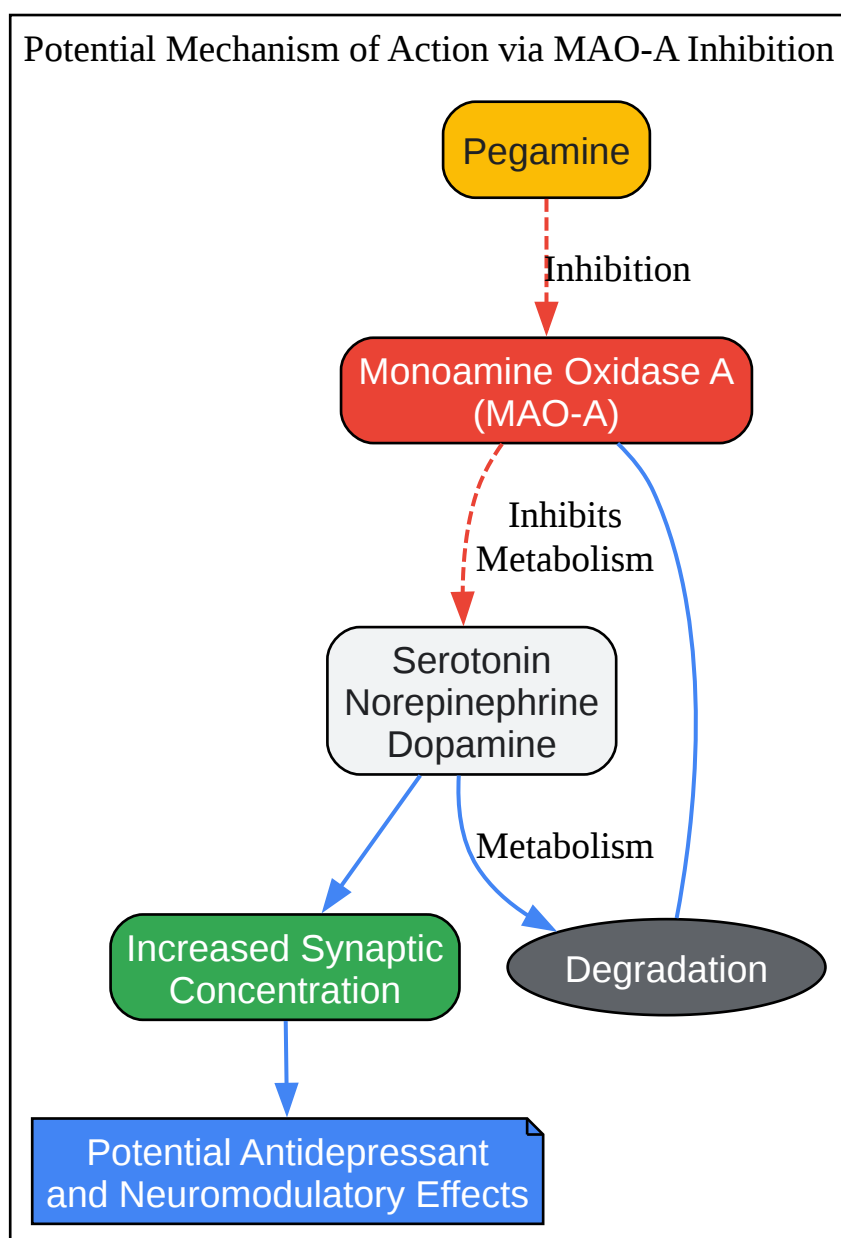 Potential Mechanism of Action via MAO-A Inhibition
Pegamine
Inhibition
Monoamine Oxidase A
(MAO-A)
Inhibits
Metabolism
Serotonin
Norepinephrine
Dopamine
Metabolism
Increased Synaptic
Concentration
Degradation
Potential Antidepressant
and Neuromodulatory Effects